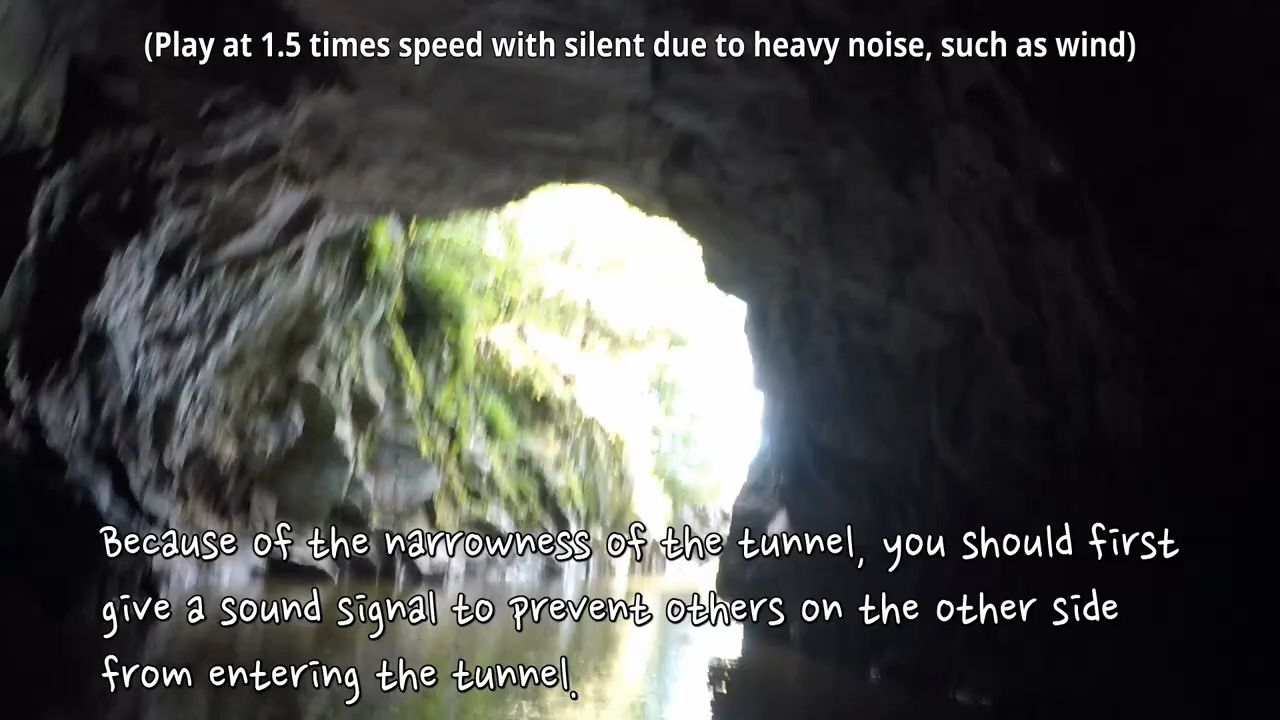 (Play at 1.5 times speed with silent due to heavy noise, such as wind)
Because of the narrowness of the tunnel, you should first
give a sound signal to prevent others on the other side
from entering the tunnel.